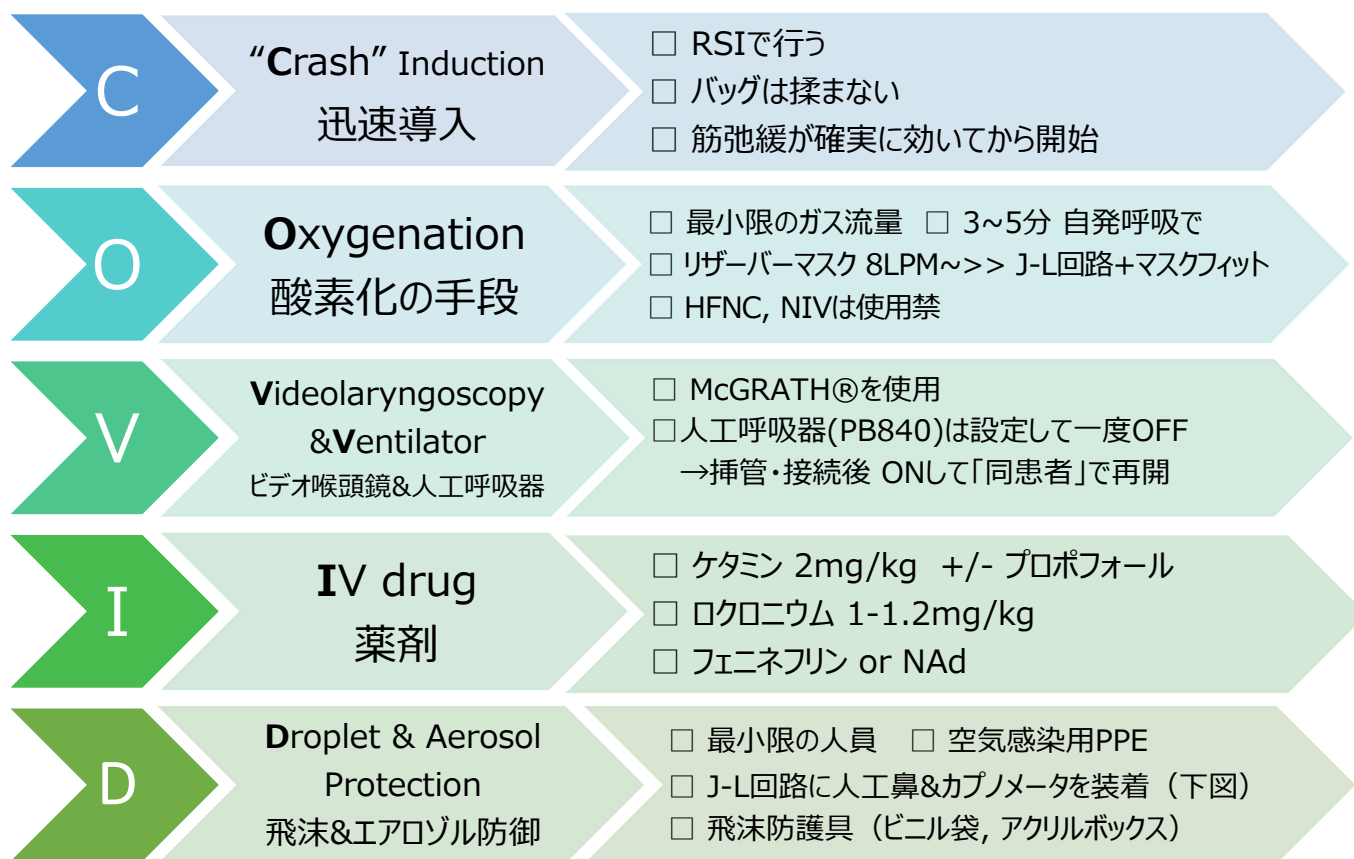 C
“Crash” Induction
迅速導入
□ RSIで行う
□ バッグは揉まない
□ 筋弛緩が確実に効いてから開始
O
Oxygenation
酸素化の手段
□ 最小限のガス流量 □ 3~5分 自発呼吸で
□ リザーバーマスク 8LPM~>> J-L回路+マスクフィット
□ HFNC, NIVは使用禁
V
Videolaryngoscopy
&Ventilator
ビデオ喉頭鏡&人工呼吸器
□ McGRATH®を使用
□人工呼吸器(PB840)は設定して一度OFF
→挿管・接続後 ONして「同患者」で再開
I
IV drug
薬剤
□ ケタミン 2mg/kg +/- プロポフォール
□ ロクロニウム 1-1.2mg/kg
□ フェニネフリン or NAd
D
Droplet & Aerosol
Protection
飛沫&エアロゾル防御
□ 最小限の人員 □ 空気感染用PPE
□ J-L回路に人工鼻&カプノメータを装着（下図）
□ 飛沫防護具（ビニル袋, アクリルボックス）